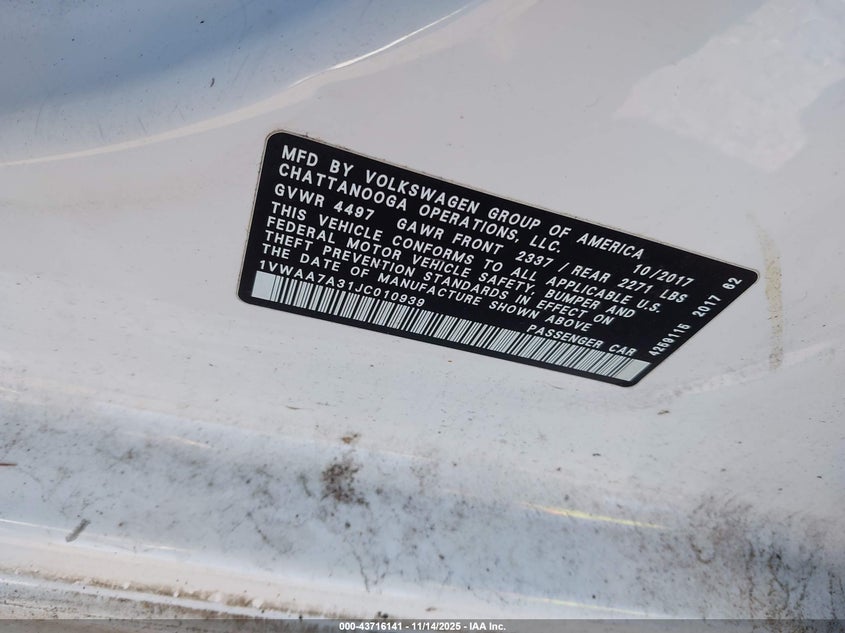 MFD BY VOLKSWAGEN GROUP OF AMERICA
CHATTANOOGA OPERATIONS, LLC. 10/2017
GVWR 4497 GAWR FRONT 2337 / REAR 2271 LBS
THIS VEHICLE CONFORMS TO ALL APPLICABLE U.S.
FEDERAL MOTOR VEHICLE SAFETY, BUMPER AND
THEFT PREVENTION STANDARDS IN EFFECT ON
THE DATE OF MANUFACTURE SHOWN ABOVE
1VWAA7A31JC010939 PASSENGER CAR
4259115 2017 62
000-43716141 - 11/14/2025 - IAA Inc.